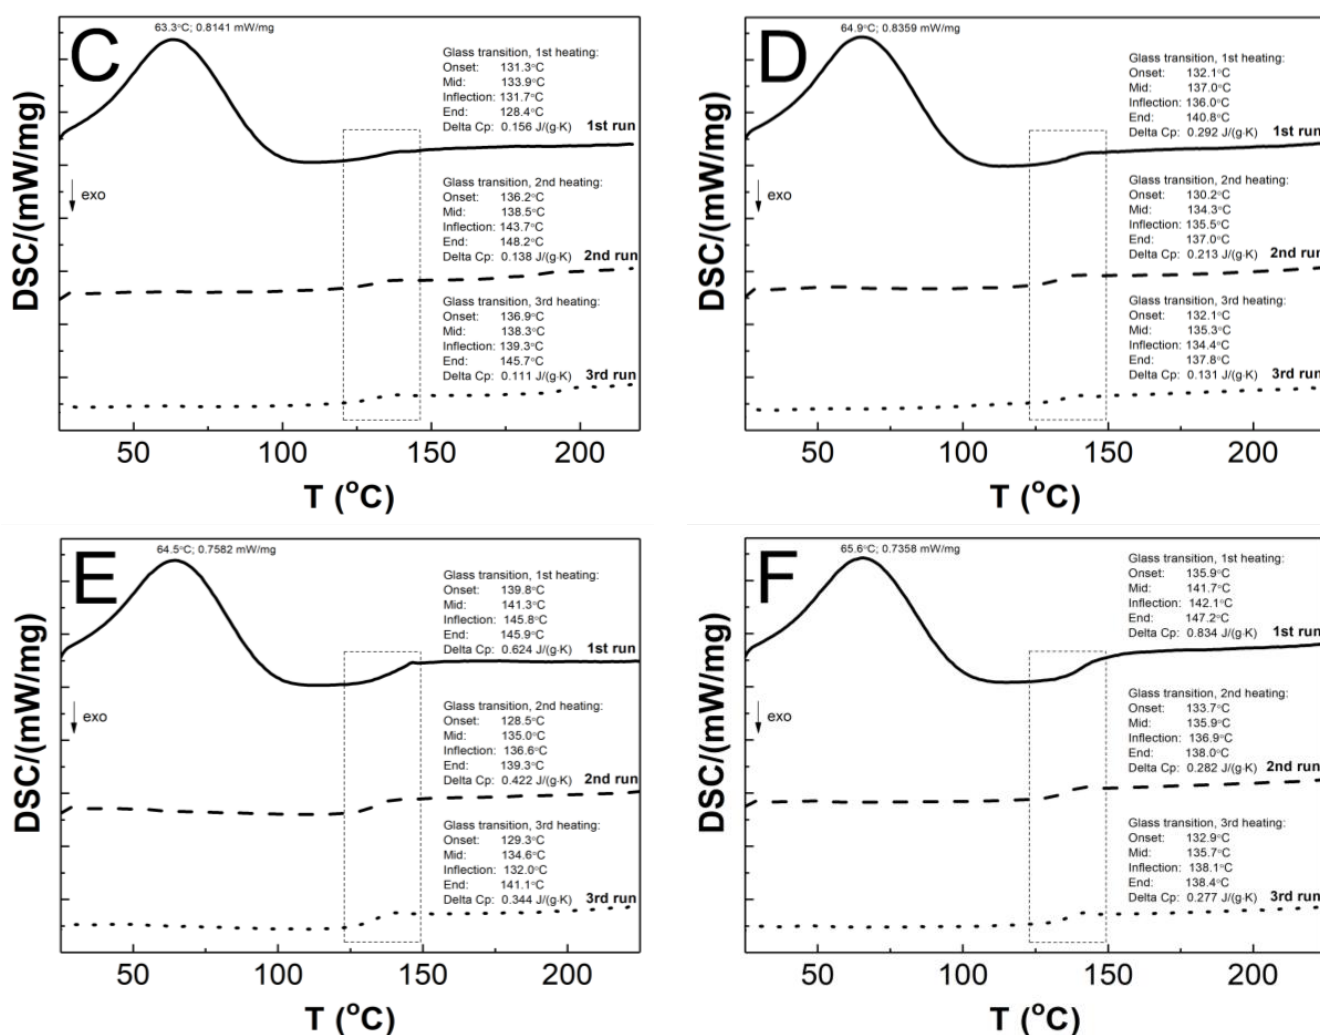 C
63.3°C; 0.8141 mW/mg
Glass transition, 1st heating:
Onset: 131.3°C
Mid: 133.9°C
Inflection: 131.7°C
End: 128.4°C
Delta Cp: 0.156 J/(g·K) 1st run
exo
Glass transition, 2nd heating:
Onset: 136.2°C
Mid: 138.5°C
Inflection: 143.7°C
End: 148.2°C
Delta Cp: 0.138 J/(g·K) 2nd run
Glass transition, 3rd heating:
Onset: 136.9°C
Mid: 138.3°C
Inflection: 139.3°C
End: 145.7°C
Delta Cp: 0.111 J/(g·K) 3rd run
DSC/(mW/mg)
50 100 150 200
T (°C)
D
64.9°C; 0.8359 mW/mg
Glass transition, 1st heating:
Onset: 132.1°C
Mid: 137.0°C
Inflection: 136.0°C
End: 140.8°C
Delta Cp: 0.292 J/(g·K) 1st run
exo
Glass transition, 2nd heating:
Onset: 130.2°C
Mid: 134.3°C
Inflection: 135.5°C
End: 137.0°C
Delta Cp: 0.213 J/(g·K) 2nd run
Glass transition, 3rd heating:
Onset: 132.1°C
Mid: 135.3°C
Inflection: 134.4°C
End: 137.8°C
Delta Cp: 0.131 J/(g·K) 3rd run
DSC/(mW/mg)
50 100 150 200
T (°C)
E
64.5°C; 0.7582 mW/mg
Glass transition, 1st heating:
Onset: 139.8°C
Mid: 141.3°C
Inflection: 145.8°C
End: 145.9°C
Delta Cp: 0.624 J/(g·K) 1st run
exo
Glass transition, 2nd heating:
Onset: 128.5°C
Mid: 135.0°C
Inflection: 136.6°C
End: 139.3°C
Delta Cp: 0.422 J/(g·K) 2nd run
Glass transition, 3rd heating:
Onset: 129.3°C
Mid: 134.6°C
Inflection: 132.0°C
End: 141.1°C
Delta Cp: 0.344 J/(g·K) 3rd run
DSC/(mW/mg)
50 100 150 200
T (°C)
F
65.6°C; 0.7358 mW/mg
Glass transition, 1st heating:
Onset: 135.9°C
Mid: 141.7°C
Inflection: 142.1°C
End: 147.2°C
Delta Cp: 0.834 J/(g·K) 1st run
exo
Glass transition, 2nd heating:
Onset: 133.7°C
Mid: 135.9°C
Inflection: 136.9°C
End: 138.0°C
Delta Cp: 0.282 J/(g·K) 2nd run
Glass transition, 3rd heating:
Onset: 132.9°C
Mid: 135.7°C
Inflection: 138.1°C
End: 138.4°C
Delta Cp: 0.277 J/(g·K) 3rd run
DSC/(mW/mg)
50 100 150 200
T (°C)